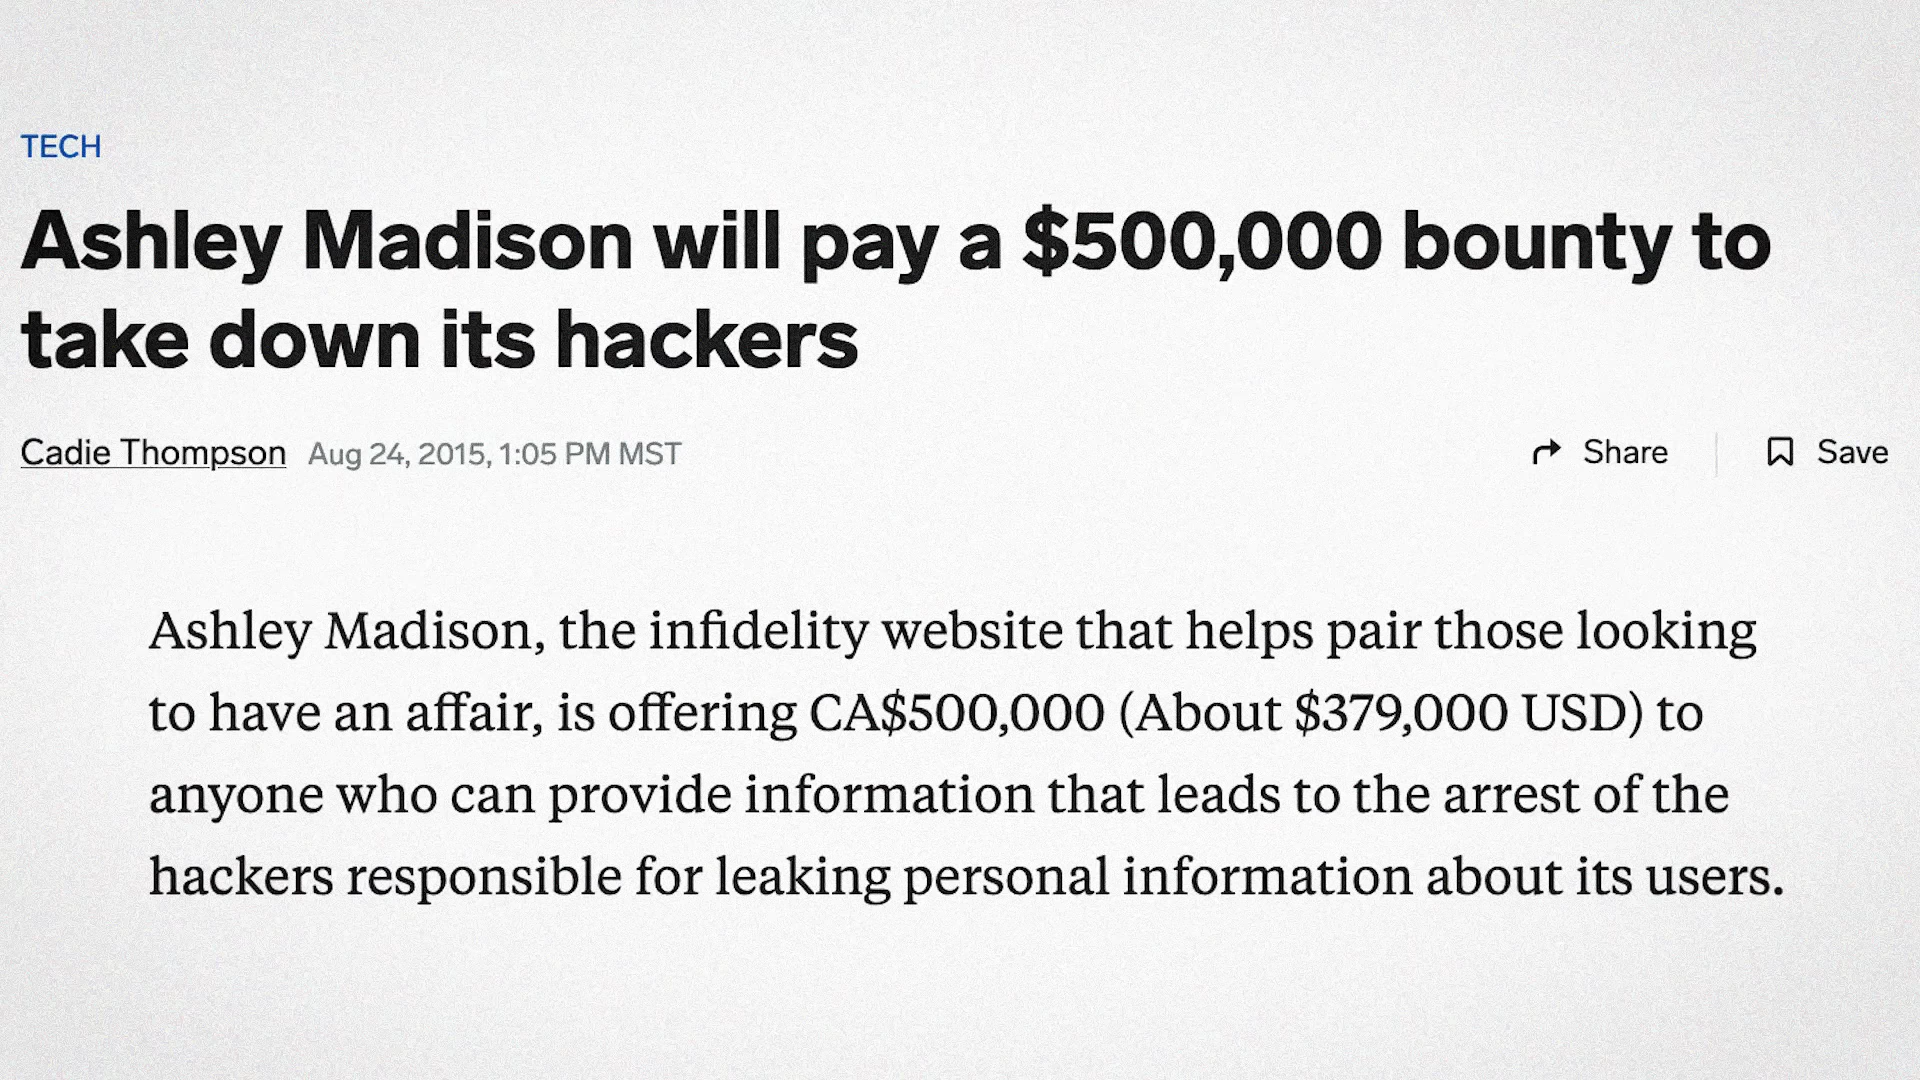 TECH
Ashley Madison will pay a $500,000 bounty to
take down its hackers
Cadie Thompson Aug 24, 2015, 1:05 PM MST
Share
Save
Ashley Madison, the infidelity website that helps pair those looking
to have an affair, is offering CA$500,000 (About $379,000 USD) to
anyone who can provide information that leads to the arrest of the
hackers responsible for leaking personal information about its users.